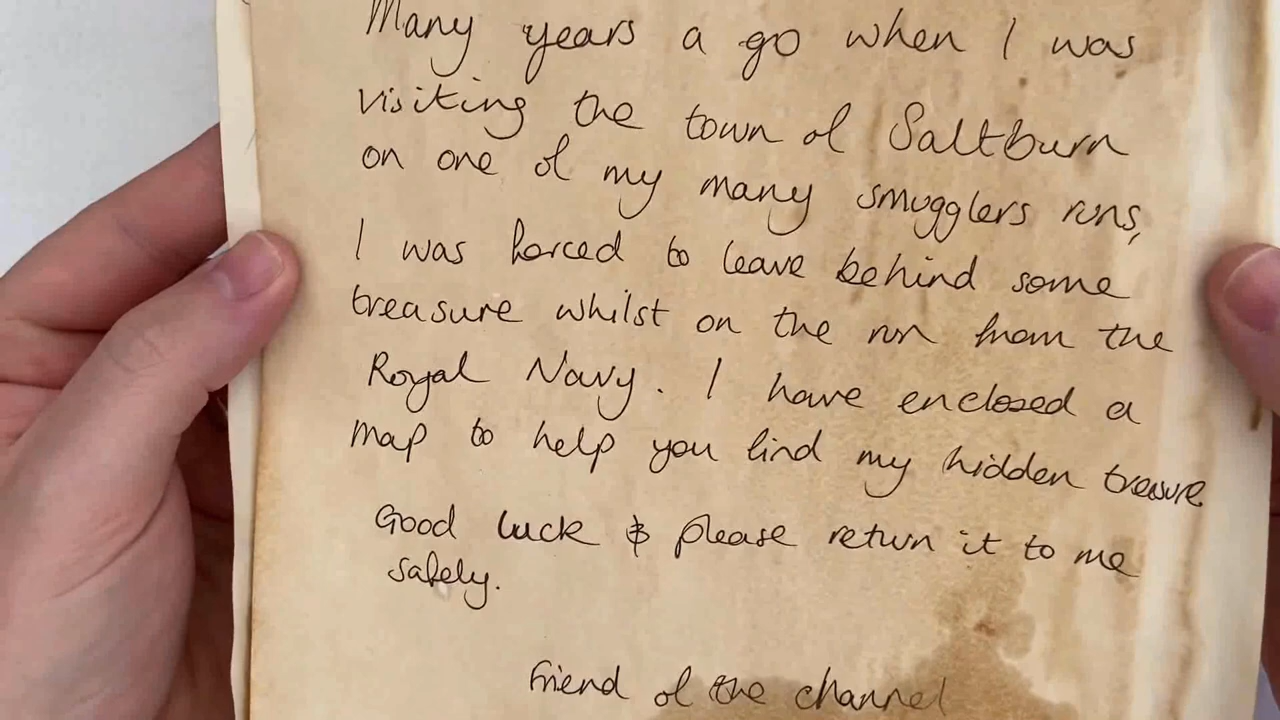 Many years a go when I was
visiting the town of Saltburn
on one of my many smugglers runs,
I was forced to leave behind some
treasure whilst on the run from the
Royal Navy. I have enclosed a
map to help you find my hidden treasure
Good luck & please return it to me
safely.
Friend of the channel